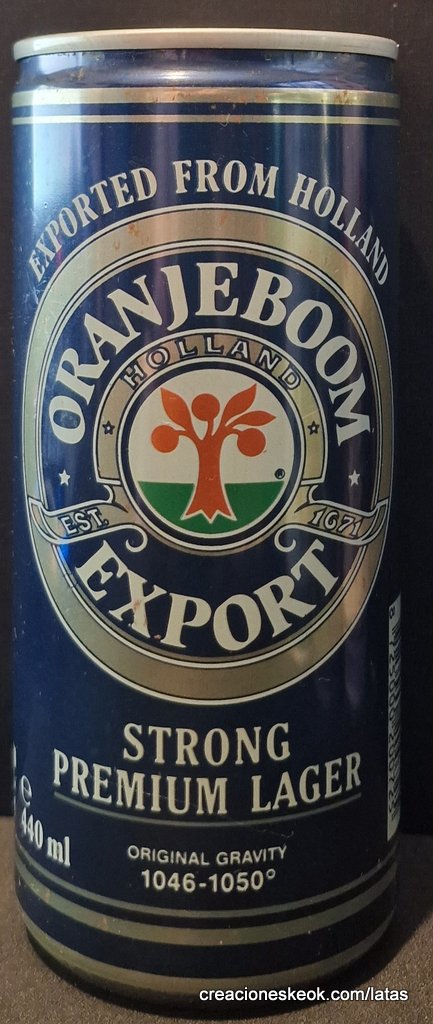 EXPORTED FROM HOLLAND
ORANJEBOOM
HOLLAND
®
EST. 1671
EXPORT
STRONG
PREMIUM LAGER
e
440 ml
ORIGINAL GRAVITY
1046-1050°
creacioneskeok.com/latas